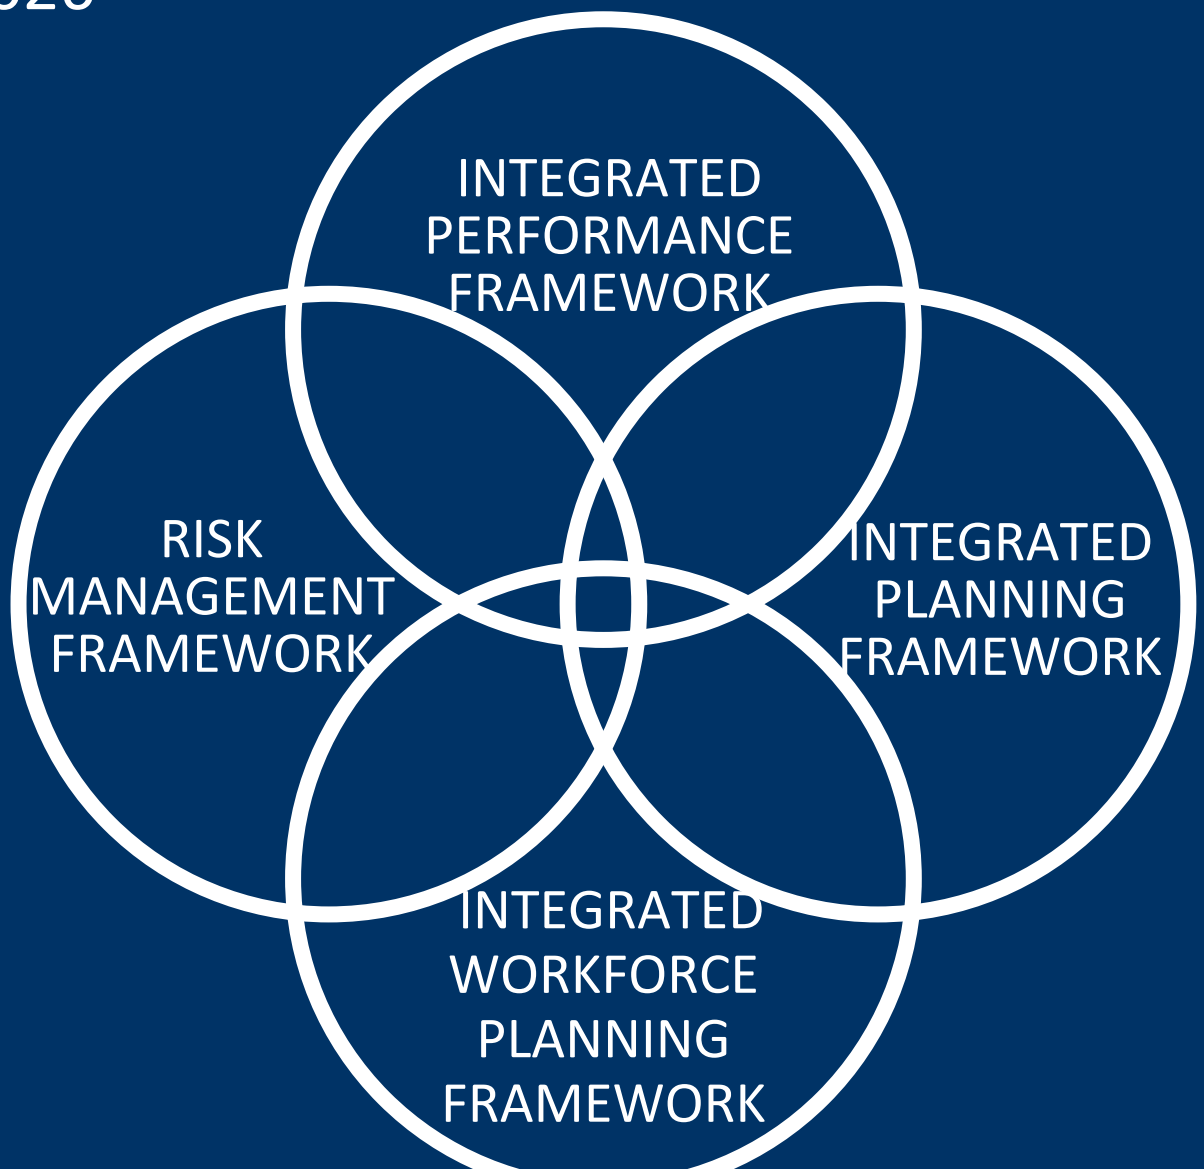 INTEGRATED
PERFORMANCE
FRAMEWORK
RISK
MANAGEMENT
FRAMEWORK
INTEGRATED
PLANNING
FRAMEWORK
INTEGRATED
WORKFORCE
PLANNING
FRAMEWORK